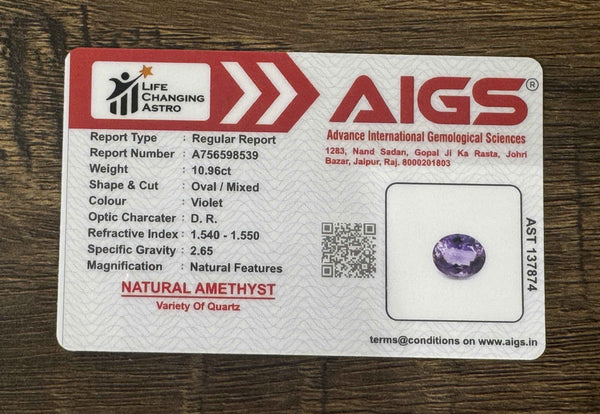 LIFE
CHANGING
ASTRO
AIGS®
Advance International Gemological Sciences
1283, Nand Sadan, Gopal Ji Ka Rasta, Johri
Bazar, Jaipur, Raj. 8000201803
Report Type : Regular Report
Report Number : A756598539
Weight : 10.96ct
Shape & Cut : Oval / Mixed
Colour : Violet
Optic Charcater : D. R.
Refractive Index : 1.540 - 1.550
Specific Gravity : 2.65
Magnification : Natural Features
NATURAL AMETHYST
Variety Of Quartz
AST 137874
terms@conditions on www.aigs.in